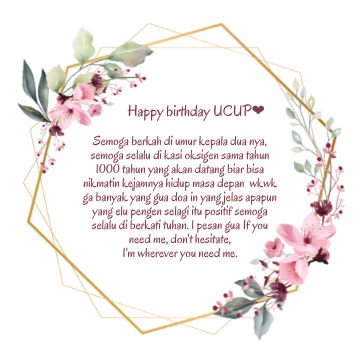 Happy birthday UCUP❤
Semoga berkah di umur kepala dua nya,
semoga selalu di kasi oksigen sama tahun
1000 tahun yang akan datang biar bisa
nikmatin kejamnya hidup masa depan wk.wk
ga banyak yang gua doa in yang jelas apapun
yang elu pengen selagi itu positif semoga
selalu di berkati tuhan. 1 pesan gua If you
need me, don't hesitate,
I'm wherever you need me.